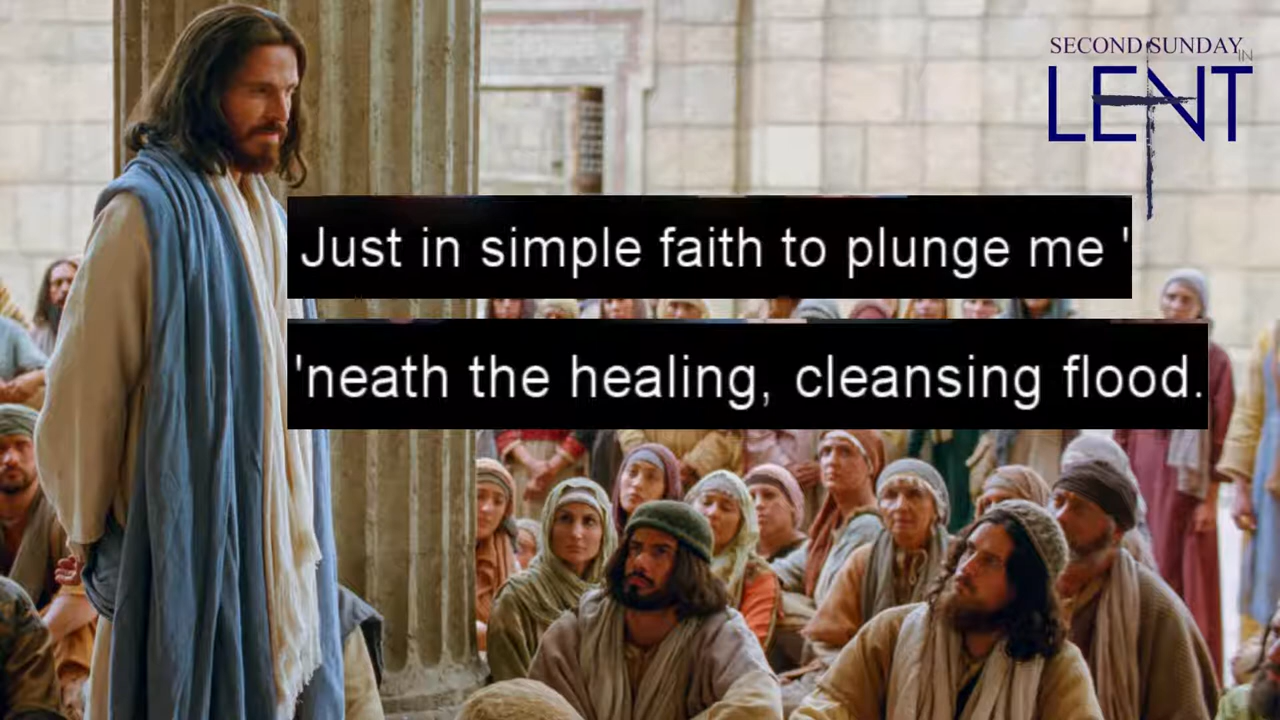 SECOND SUNDAY
IN
LENT
Just in simple faith to plunge me '
'neath the healing, cleansing flood.